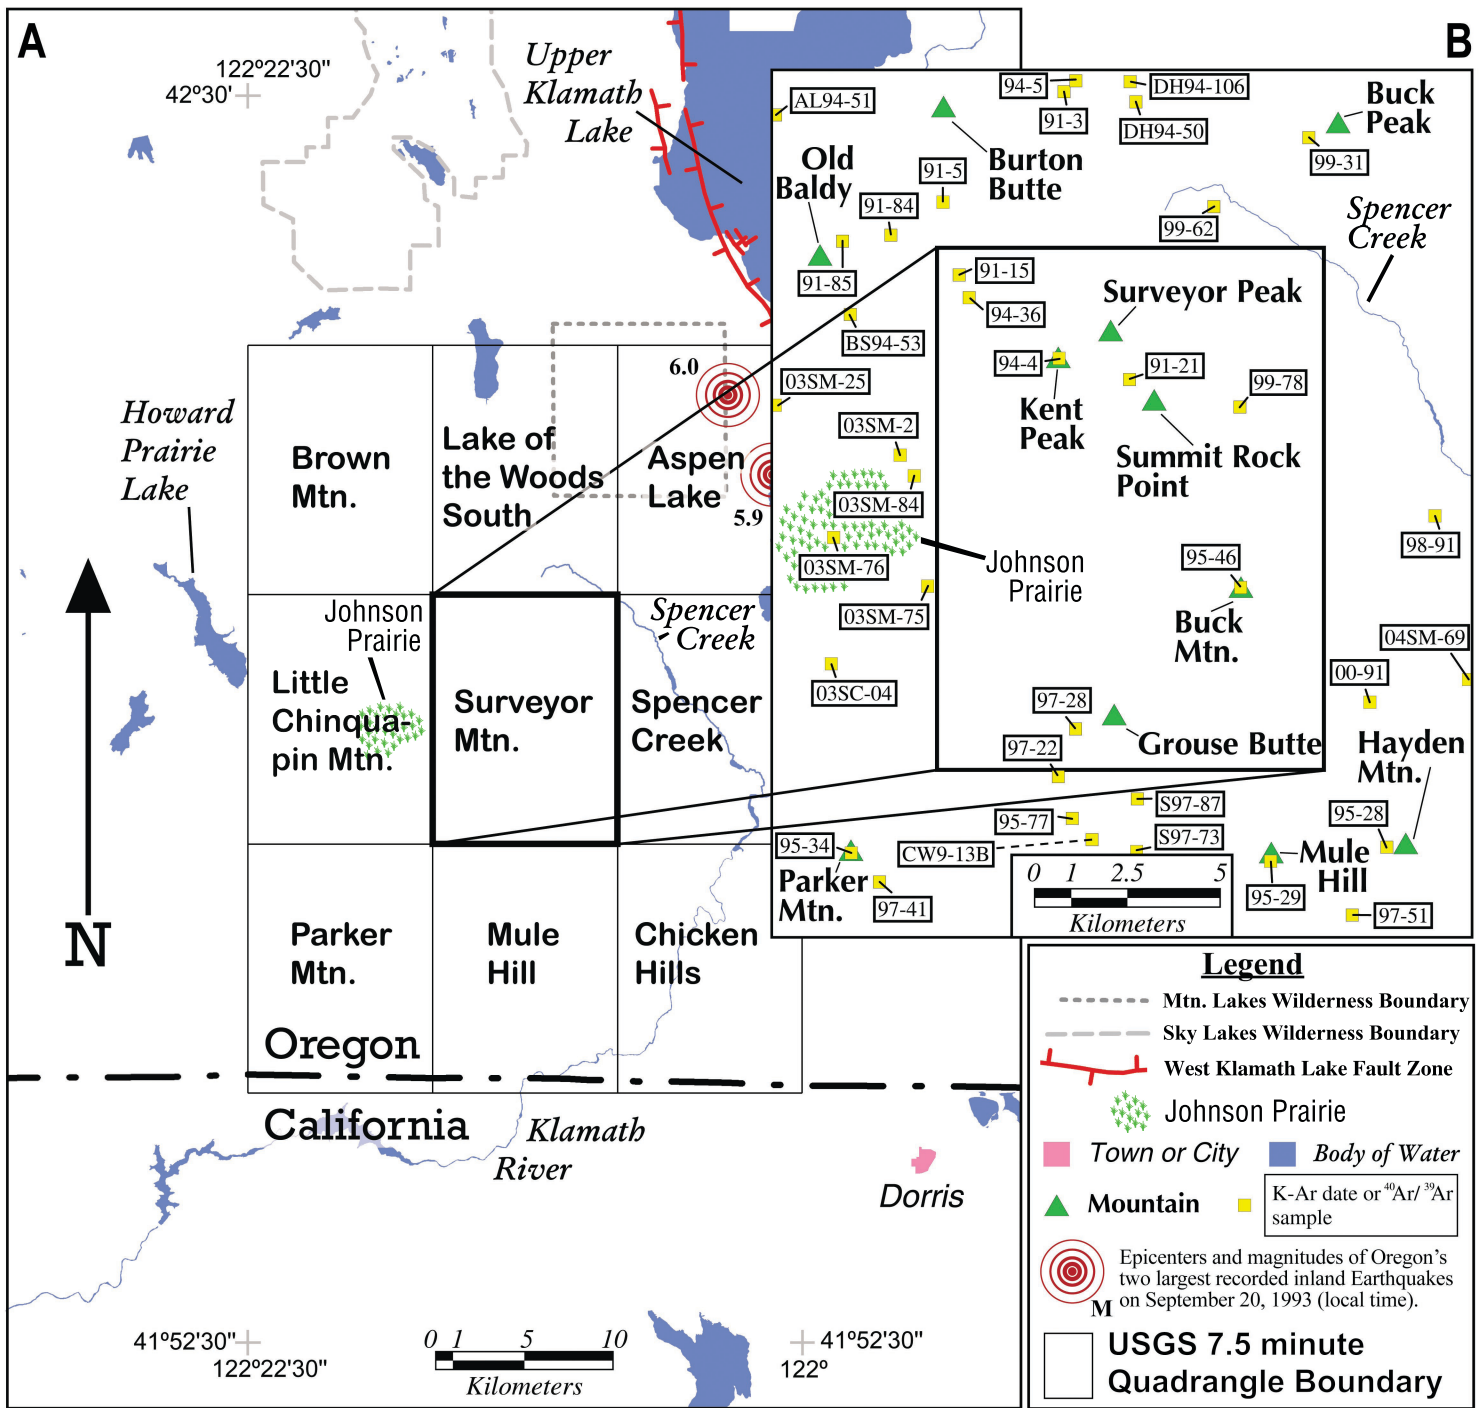 A
B
122º22'30"
42º30'
Upper
Klamath
Lake
Howard
Prairie
Lake
6.0
5.9
Brown
Mtn.
Lake of
the Woods
South
Aspen
Lake
Johnson
Prairie
Little
Chinqua-
pin Mtn.
Surveyor
Mtn.
Spencer
Creek
Spencer
Creek
Parker
Mtn.
Mule
Hill
Chicken
Hills
N
Oregon
California
Klamath
River
Dorris
41º52'30"
122º22'30"
0 1 5 10
Kilometers
41º52'30"
122º
AL94-51
94-5
91-3
DH94-106
DH94-50
Buck
Peak
99-31
Burton
Butte
Old
Baldy
91-5
91-84
91-85
99-62
Spencer
Creek
BS94-53
91-15
94-36
Surveyor Peak
94-4
91-21
99-78
Kent
Peak
Summit Rock
Point
03SM-25
03SM-2
03SM-84
03SM-76
Johnson
Prairie
03SM-75
03SC-04
98-91
95-46
Buck
Mtn.
04SM-69
00-91
97-28
97-22
Grouse Butte
Hayden
Mtn.
S97-87
95-77
S97-73
CW9-13B
95-28
95-34
Parker
Mtn.
97-41
Mule
Hill
95-29
97-51
0 1 2.5 5
Kilometers
Legend
Mtn. Lakes Wilderness Boundary
Sky Lakes Wilderness Boundary
West Klamath Lake Fault Zone
Johnson Prairie
Town or City
Body of Water
Mountain
K-Ar date or ⁴⁰Ar/ ³⁹Ar
sample
Epicenters and magnitudes of Oregon's
two largest recorded inland Earthquakes
on September 20, 1993 (local time).
M
USGS 7.5 minute
Quadrangle Boundary